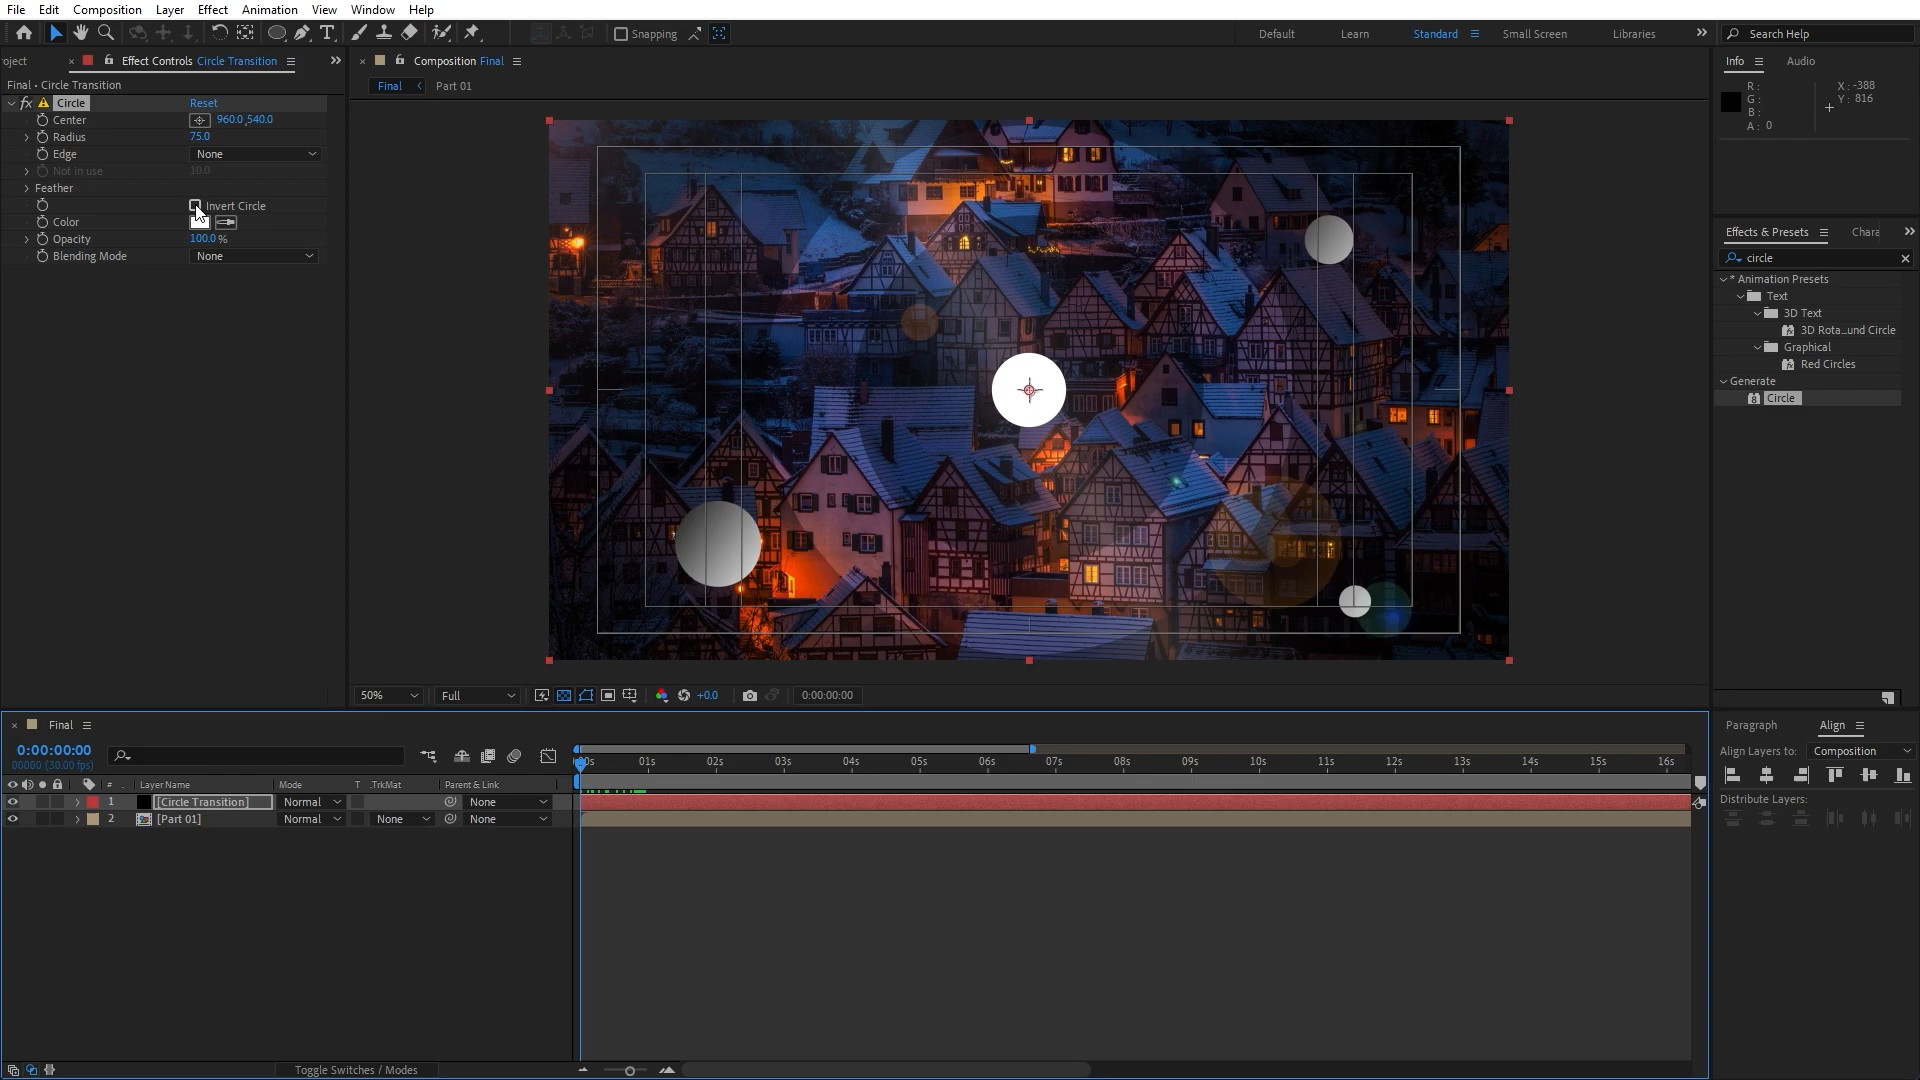 File Edit Composition Layer Effect Animation View Window Help
Snapping
Default Learn Standard Small Screen Libraries
Search Help
oject
Effect Controls Circle Transition
Final • Circle Transition
fx Circle Reset
Center 960.0, 540.0
Radius 75.0
Edge None
Not in use 10.0
Feather
Invert Circle
Color
Opacity 100.0 %
Blending Mode None
Composition Final
Final Part 01
50% Full +0.0 0:00:00:00
Info Audio
R : X : -388
G : Y : 816
B :
A : 0
Effects & Presets Chara
circle
* Animation Presets
Text
3D Text
3D Rota...und Circle
Graphical
Red Circles
Generate
Circle
Final
0:00:00:00
00000 (30.00 fps)
# Layer Name Mode T .TrkMat Parent & Link
1 [Circle Transition] Normal None
2 [Part 01] Normal None None
00s 01s 02s 03s 04s 05s 06s 07s 08s 09s 10s 11s 12s 13s 14s 15s 16s
Toggle Switches / Modes
Paragraph Align
Align Layers to: Composition
Distribute Layers: